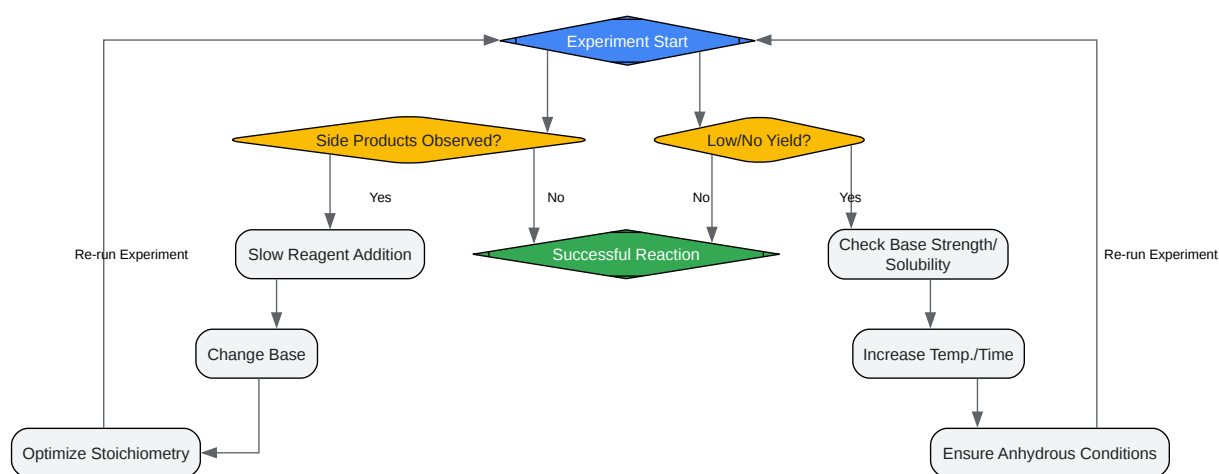 Experiment Start
Side Products Observed?
Low/No Yield?
Yes
No
No
Yes
Re-run Experiment
Slow Reagent Addition
Successful Reaction
Check Base Strength/
Solubility
Re-run Experiment
Change Base
Increase Temp./Time
Optimize Stoichiometry
Ensure Anhydrous Conditions